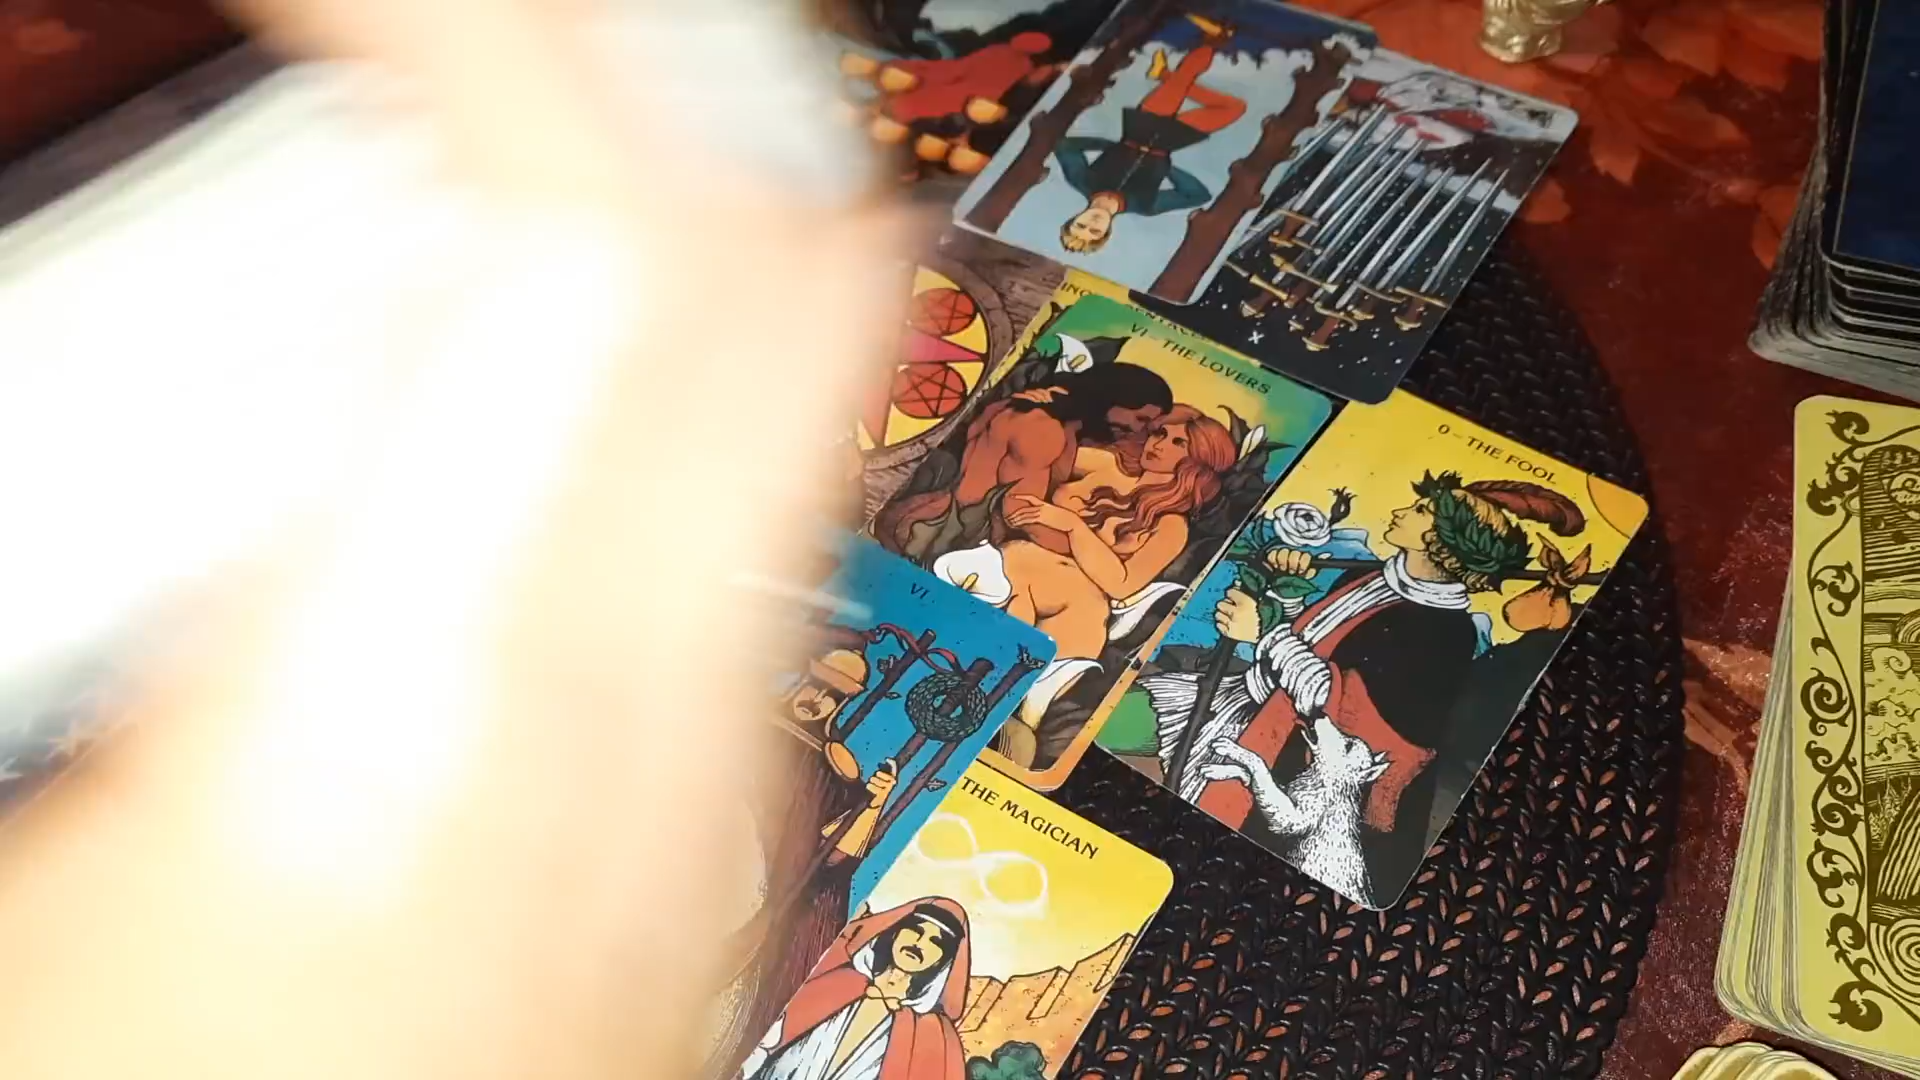 X
VI - THE LOVERS
0 - THE FOOL
VI
THE MAGICIAN